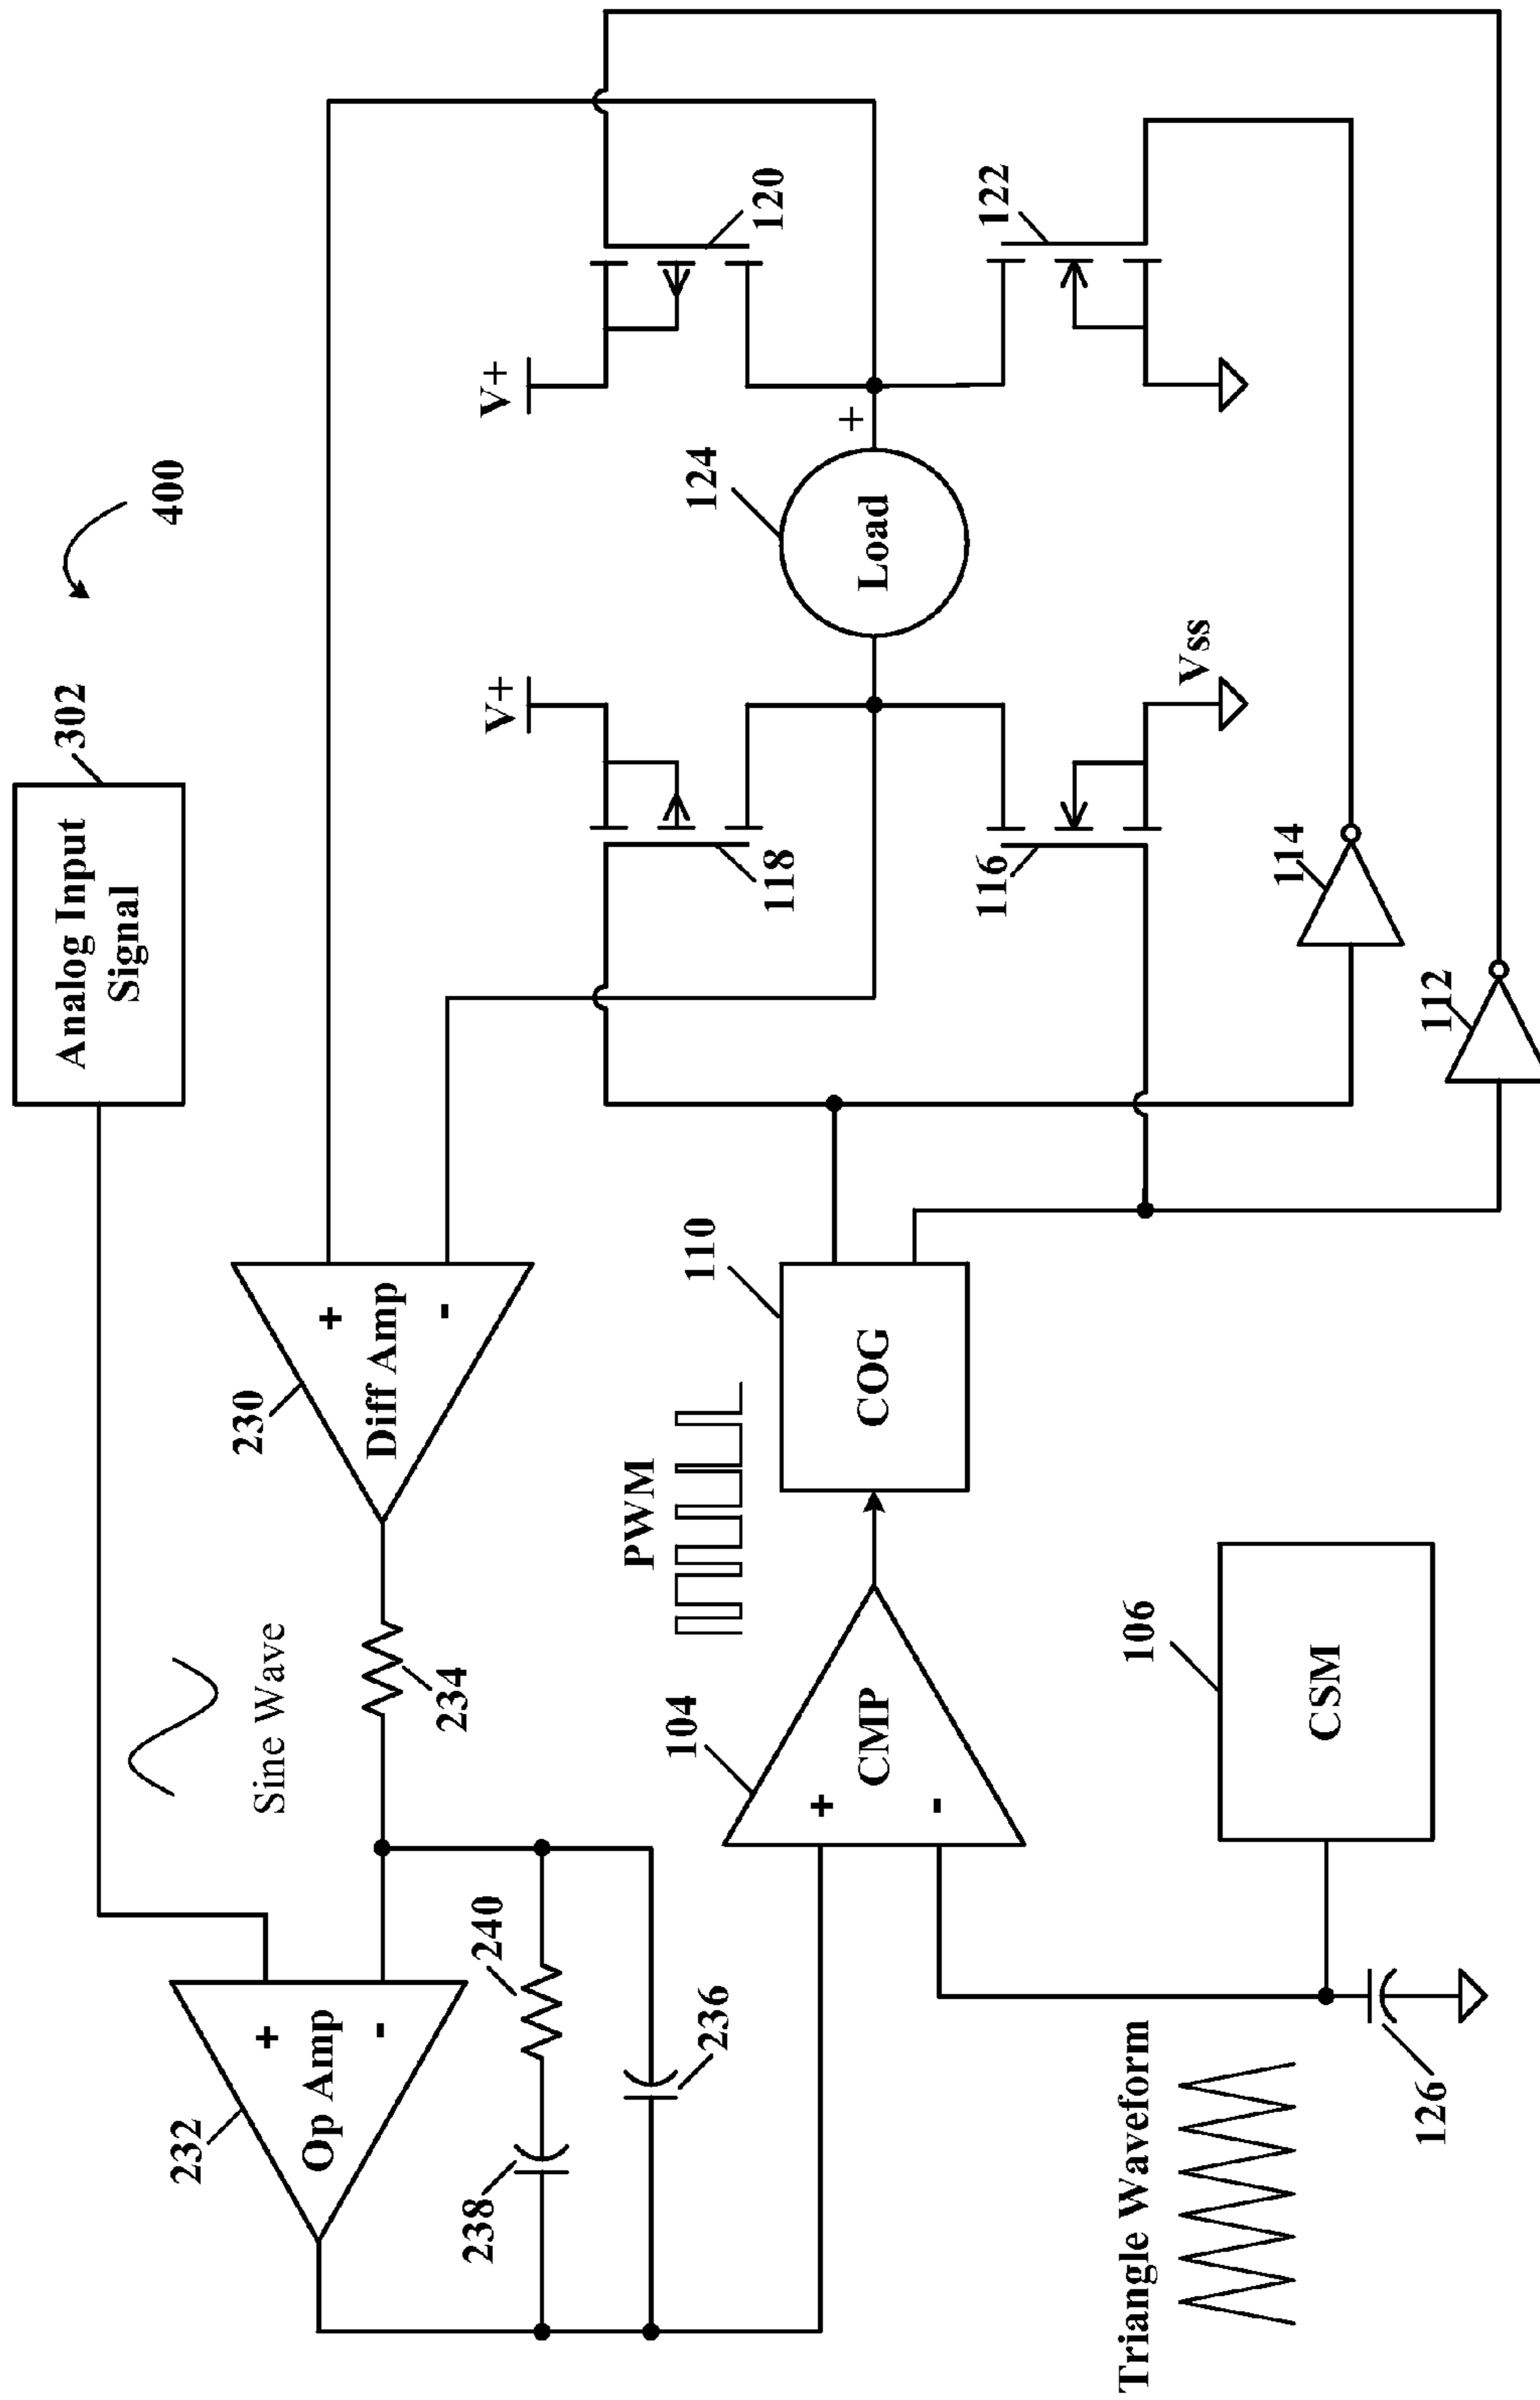 400
302
Analog Input
Signal
Sine Wave
232
Op Amp
+
-
234
230
Diff Amp
+
-
240
238
236
V+
118
V+
120
124
Load
+
116
Vss
122
PWM
104
CMP
+
-
110
COG
114
112
106
CSM
126
Triangle Waveform